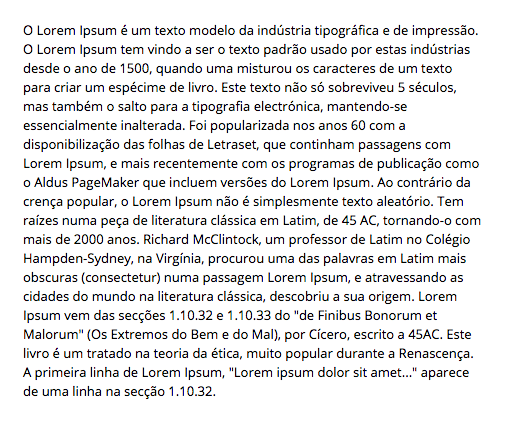 O Lorem Ipsum é um texto modelo da indústria tipográfica e de impressão.
O Lorem Ipsum tem vindo a ser o texto padrão usado por estas indústrias
desde o ano de 1500, quando uma misturou os caracteres de um texto
para criar um espécime de livro. Este texto não só sobreviveu 5 séculos,
mas também o salto para a tipografia electrónica, mantendo-se
essencialmente inalterada. Foi popularizada nos anos 60 com a
disponibilização das folhas de Letraset, que continham passagens com
Lorem Ipsum, e mais recentemente com os programas de publicação como
o Aldus PageMaker que incluem versões do Lorem Ipsum. Ao contrário da
crença popular, o Lorem Ipsum não é simplesmente texto aleatório. Tem
raízes numa peça de literatura clássica em Latim, de 45 AC, tornando-o com
mais de 2000 anos. Richard McClintock, um professor de Latim no Colégio
Hampden-Sydney, na Virgínia, procurou uma das palavras em Latim mais
obscuras (consectetur) numa passagem Lorem Ipsum, e atravessando as
cidades do mundo na literatura clássica, descobriu a sua origem. Lorem
Ipsum vem das secções 1.10.32 e 1.10.33 do "de Finibus Bonorum et
Malorum" (Os Extremos do Bem e do Mal), por Cícero, escrito a 45AC. Este
livro é um tratado na teoria da ética, muito popular durante a Renascença.
A primeira linha de Lorem Ipsum, "Lorem ipsum dolor sit amet..." aparece
de uma linha na secção 1.10.32.